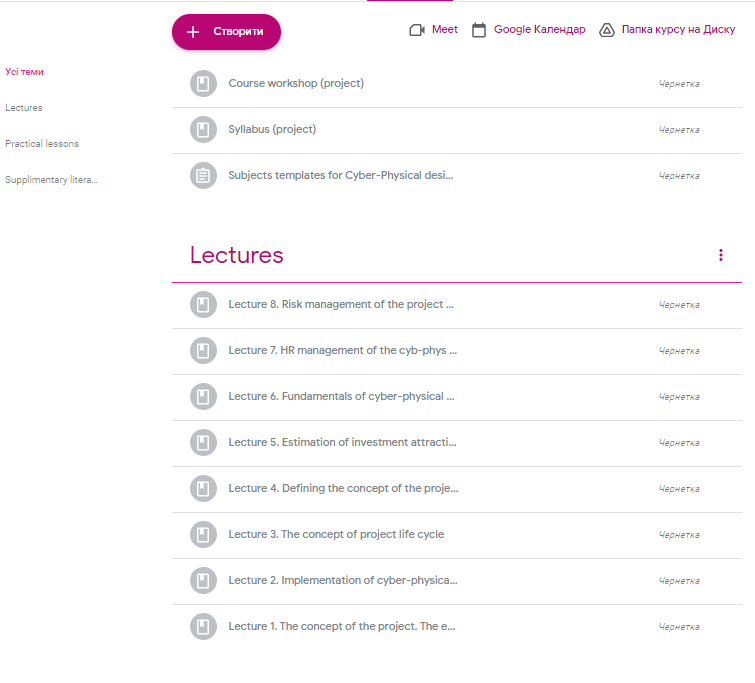 Створити
Meet
Google Календар
Папка курсу на Диску
Усі теми
Lectures
Practical lessons
Supplimentary litera...
Course workshop (project)
Чернетка
Syllabus (project)
Чернетка
Subjects templates for Cyber-Physical desi...
Чернетка
Lectures
Lecture 8. Risk management of the project ...
Чернетка
Lecture 7. HR management of the cyb-phys ...
Чернетка
Lecture 6. Fundamentals of cyber-physical ...
Чернетка
Lecture 5. Estimation of investment attracti...
Чернетка
Lecture 4. Defining the concept of the proje...
Чернетка
Lecture 3. The concept of project life cycle
Чернетка
Lecture 2. Implementation of cyber-physica...
Чернетка
Lecture 1. The concept of the project. The e...
Чернетка